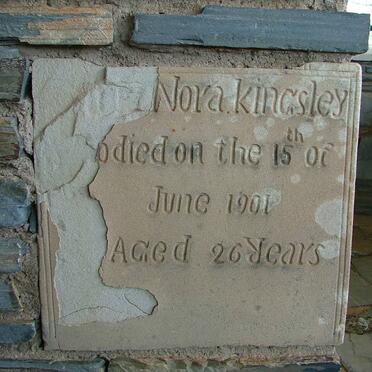 Nora Kingsley
died on the 15th of
June 1901
Aged 26 Years